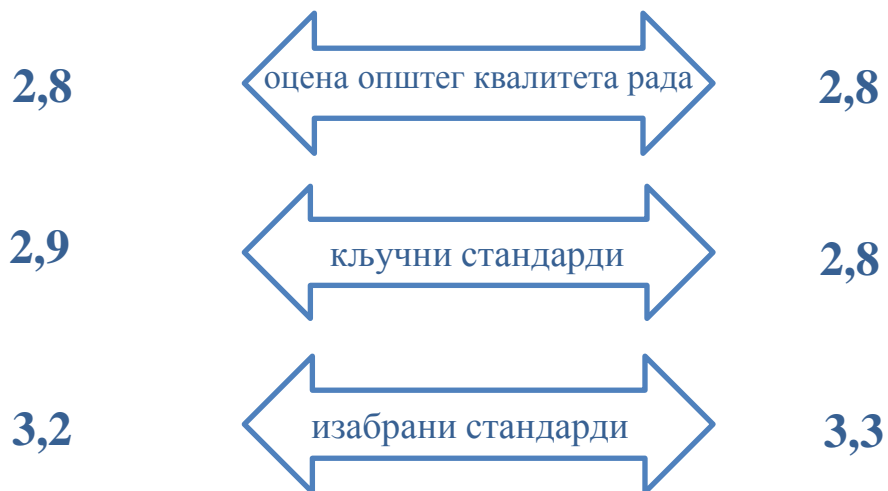 2,8 оцена општег квалитета рада 2,8
2,9 кључни стандарди 2,8
3,2 изабрани стандарди 3,3